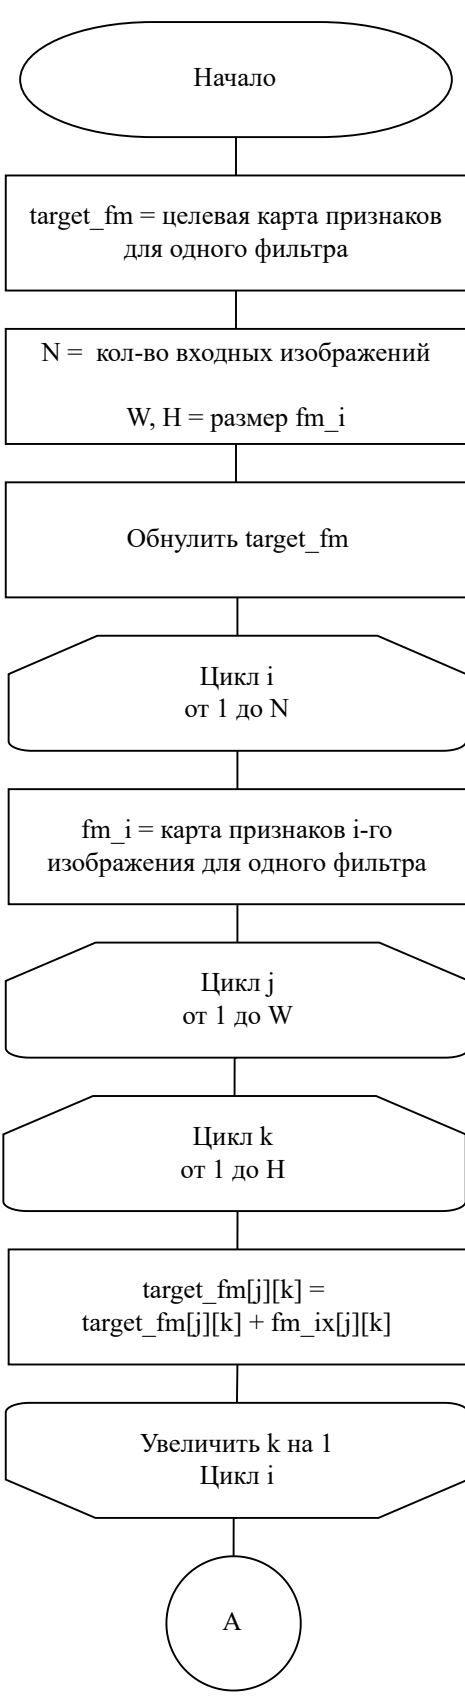 Начало
target_fm = целевая карта признаков
для одного фильтра
N = кол-во входных изображений
W, H = размер fm_i
Обнулить target_fm
Цикл i
от 1 до N
fm_i = карта признаков i-го
изображения для одного фильтра
Цикл j
от 1 до W
Цикл k
от 1 до H
target_fm[j][k] =
target_fm[j][k] + fm_ix[j][k]
Увеличить k на 1
Цикл i
A